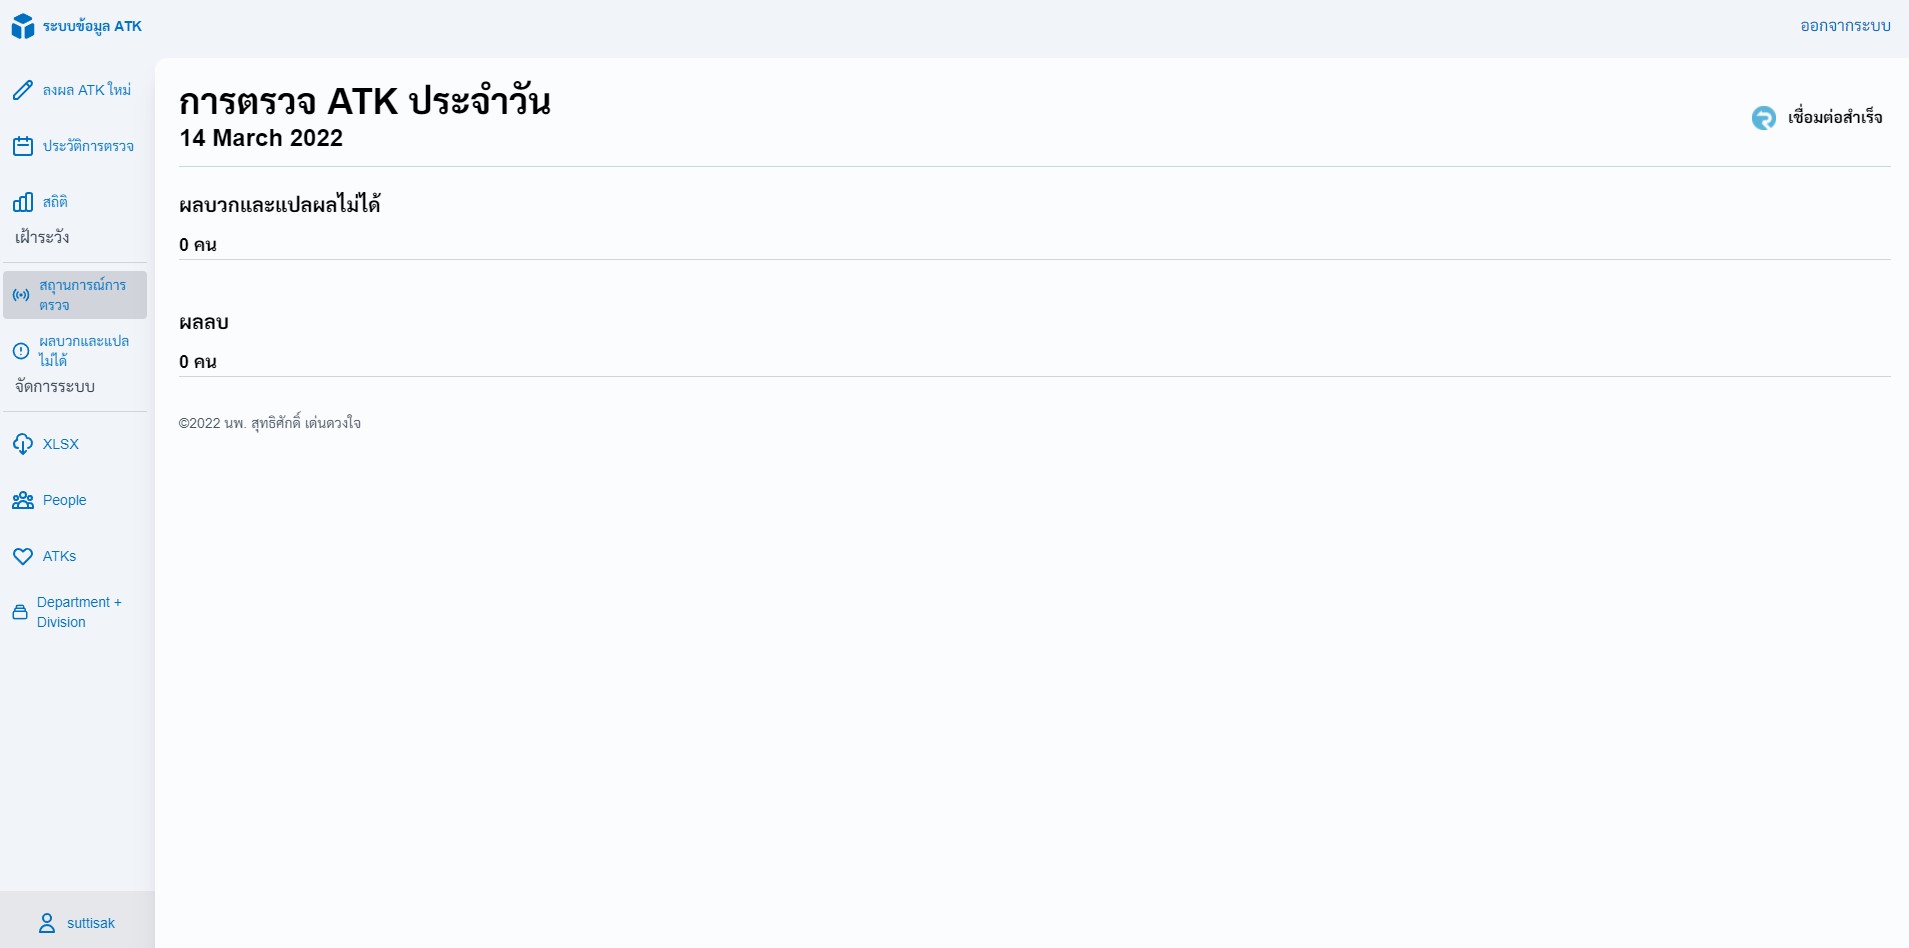 ระบบข้อมูล ATK
ออกจากระบบ
ลงผล ATK ใหม่
ประวัติการตรวจ
สถิติ
เฝ้าระวัง
สถานการณ์การ
ตรวจ
ผลบวกและแปล
ไม่ได้
จัดการระบบ
XLSX
People
ATKs
Department +
Division
suttisak
การตรวจ ATK ประจำวัน
14 March 2022
เชื่อมต่อสำเร็จ
ผลบวกและแปลผลไม่ได้
0 คน
ผลลบ
0 คน
©2022 นพ. สุทธิศักดิ์ เด่นดวงใจ